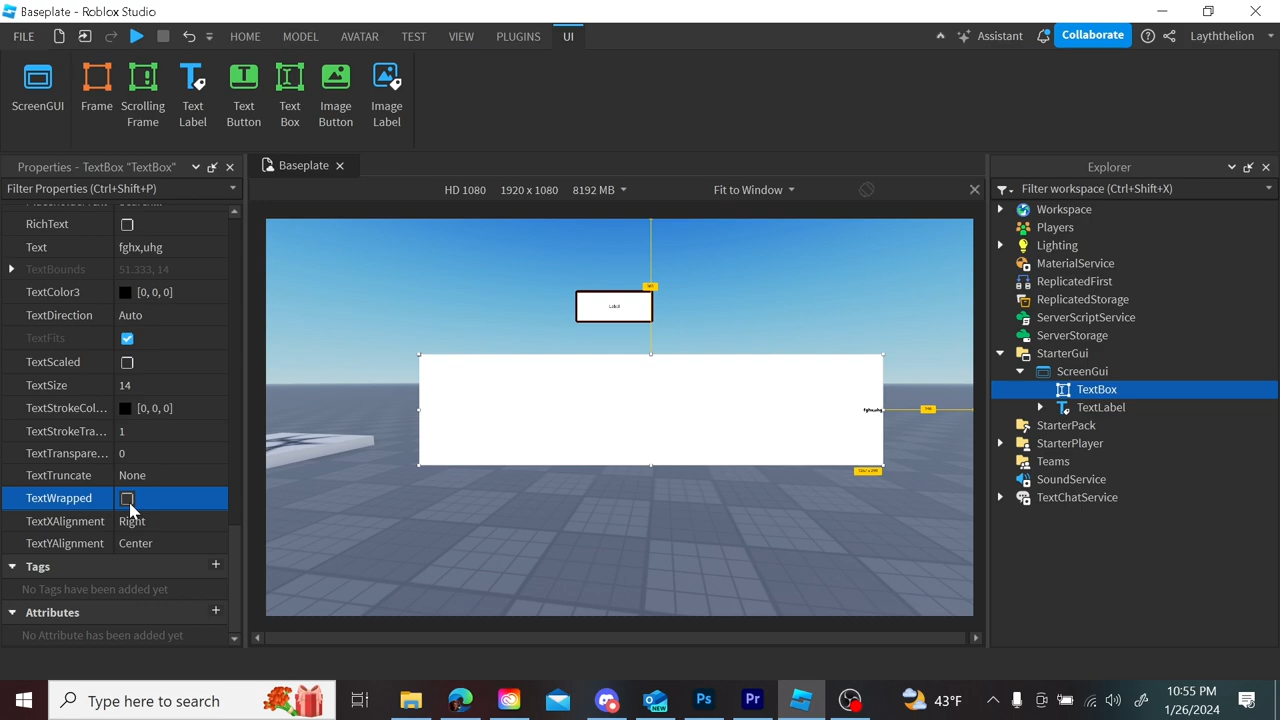 Baseplate - Roblox Studio
FILE HOME MODEL AVATAR TEST VIEW PLUGINS UI Assistant Collaborate Laythtelion
ScreenGUI Frame Scrolling Frame Text Label Text Button Text Box Image Button Image Label
Properties - TextBox "TextBox"
Baseplate
Explorer
Filter Properties (Ctrl+Shift+P)
HD 1080 1920 x 1080 8192 MB Fit to Window
Filter workspace (Ctrl+Shift+X)
RichText
Text fghx,uhg
TextBounds 51.333, 14
TextColor3 [0, 0, 0]
TextDirection Auto
TextFits
TextScaled
TextSize 14
TextStrokeCol... [0, 0, 0]
TextStrokeTra... 1
TextTranspare... 0
TextTruncate None
TextWrapped
TextXAlignment Right
TextYAlignment Center
Tags
No Tags have been added yet
Attributes
No Attribute has been added yet
Label
fghx,uhg
Workspace
Players
Lighting
MaterialService
ReplicatedFirst
ReplicatedStorage
ServerScriptService
ServerStorage
StarterGui
ScreenGui
TextBox
TextLabel
StarterPack
StarterPlayer
Teams
SoundService
TextChatService
Type here to search
43°F
10:55 PM
1/26/2024